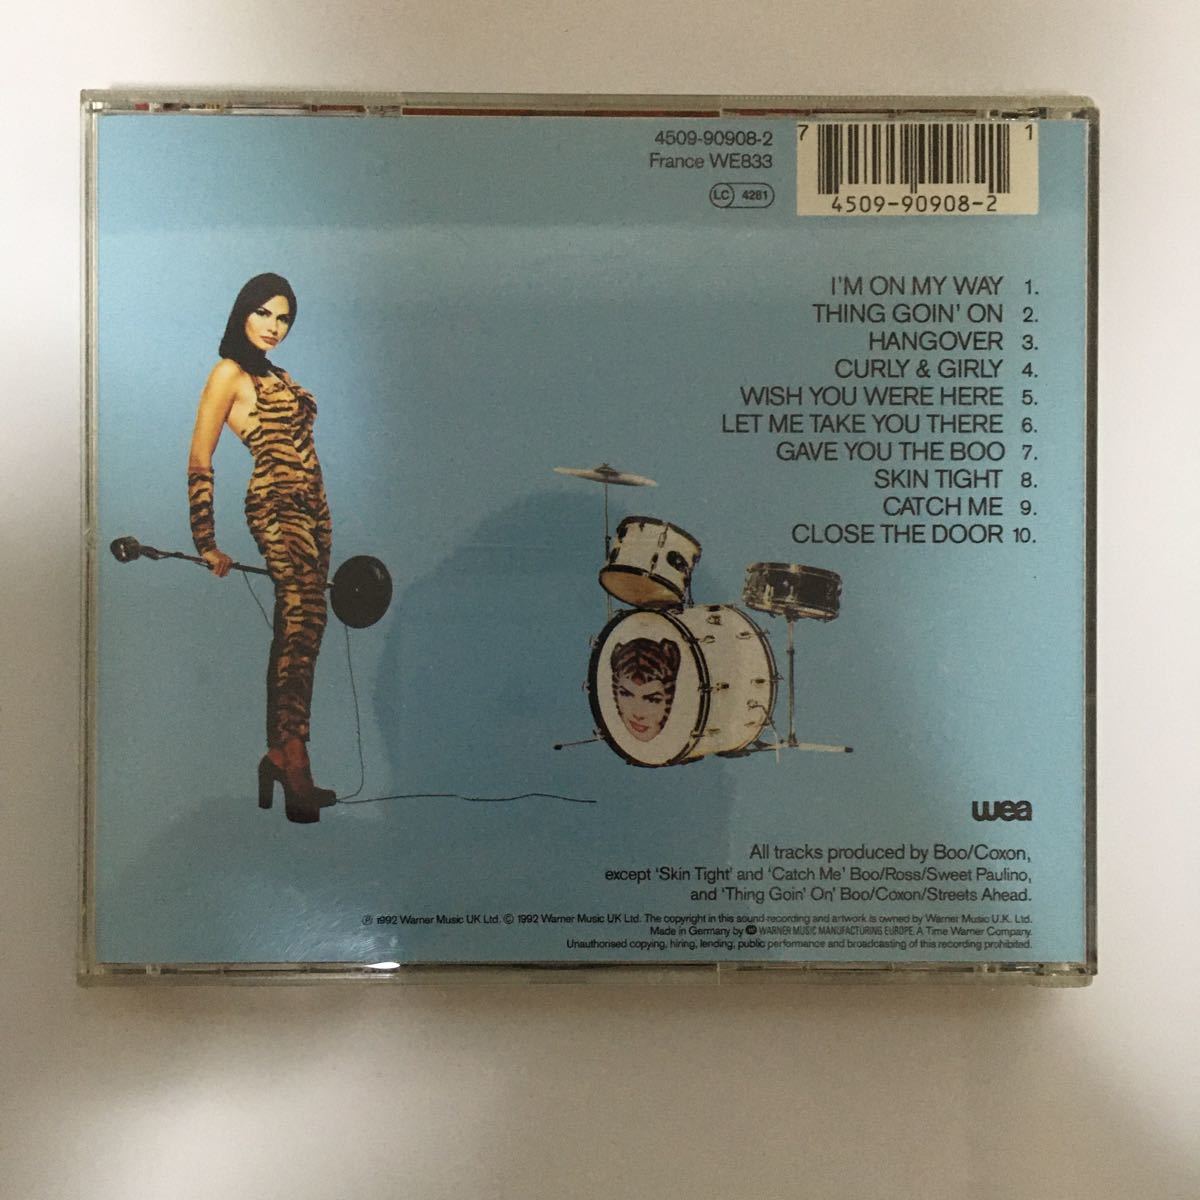 4509-90908-2
France WE833
LC 4281
7 1
4509-90908-2
I'M ON MY WAY 1.
THING GOIN' ON 2.
HANGOVER 3.
CURLY & GIRLY 4.
WISH YOU WERE HERE 5.
LET ME TAKE YOU THERE 6.
GAVE YOU THE BOO 7.
SKIN TIGHT 8.
CATCH ME 9.
CLOSE THE DOOR 10.
wea
All tracks produced by Boo/Coxon,
except 'Skin Tight' and 'Catch Me' Boo/Ross/Sweet Paulino,
and 'Thing Goin' On' Boo/Coxon/Streets Ahead.
℗ 1992 Warner Music UK Ltd. © 1992 Warner Music UK Ltd. The copyright in this sound recording and artwork is owned by Warner Music U.K. Ltd.
Made in Germany by WARNER MUSIC MANUFACTURING EUROPE. A Time Warner Company.
Unauthorised copying, hiring, lending, public performance and broadcasting of this recording prohibited.